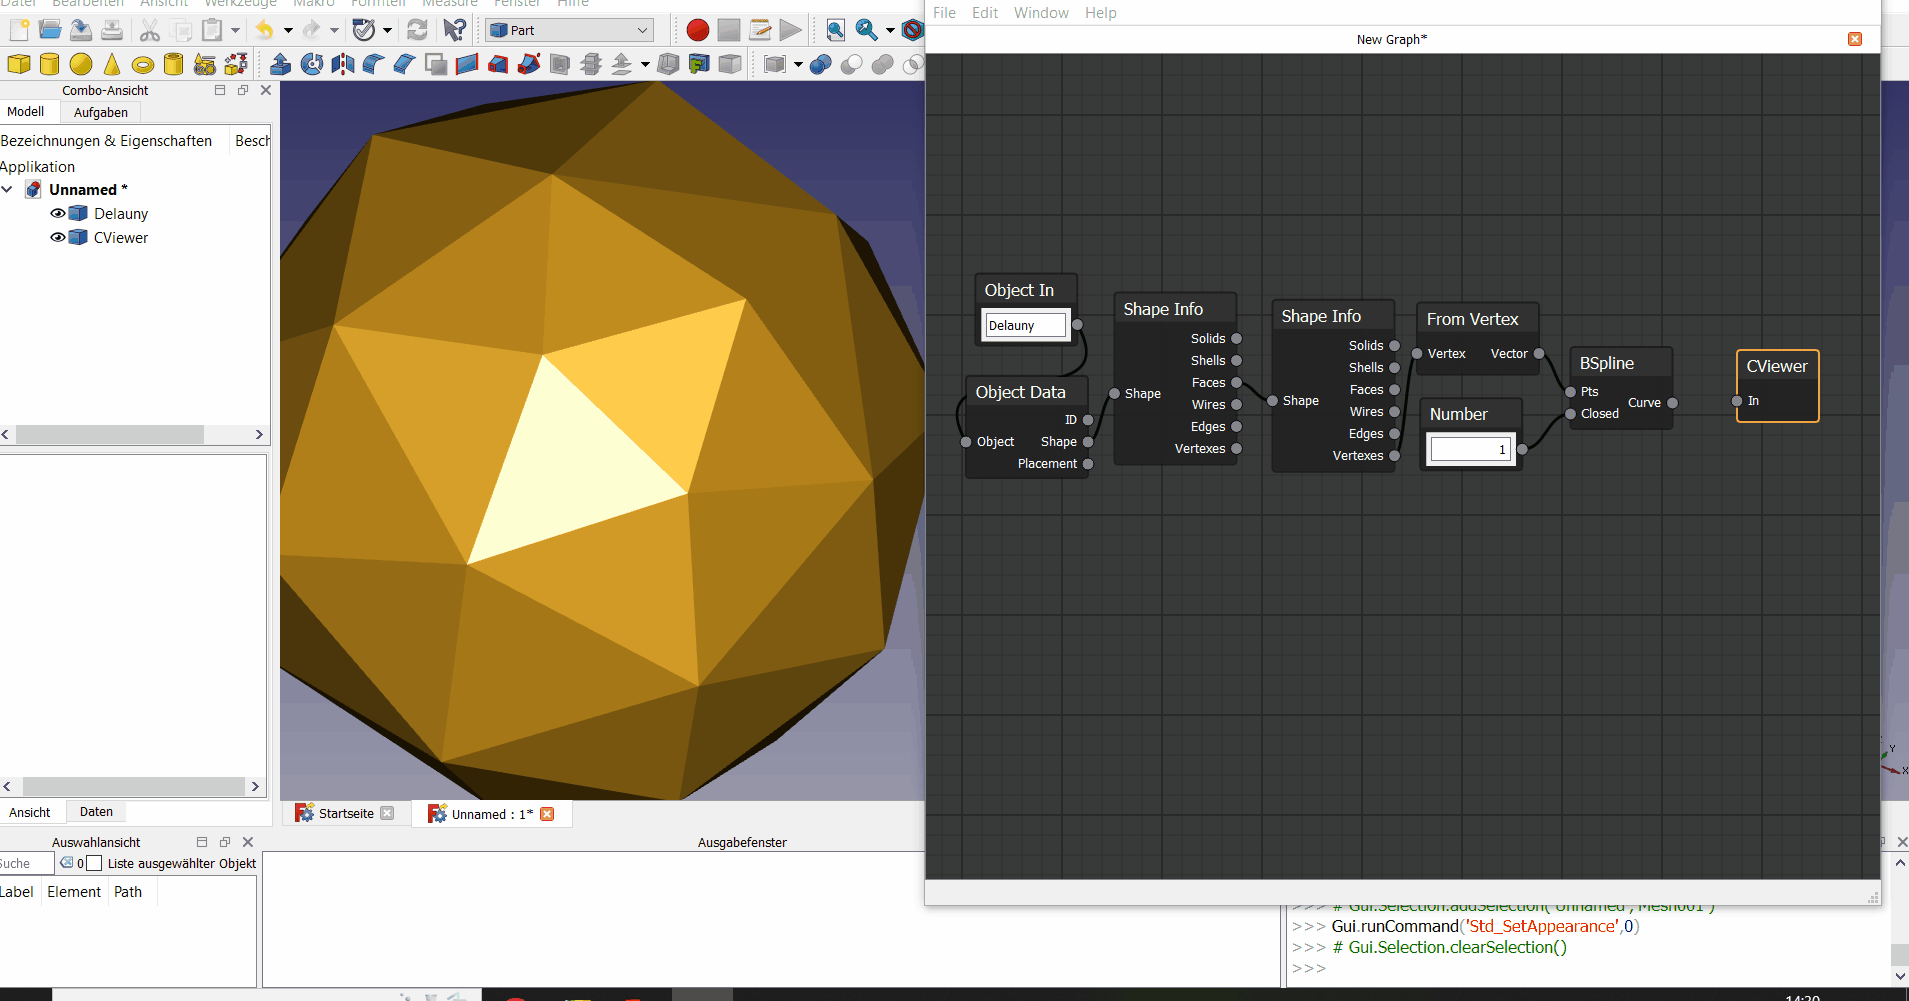 Datei Bearbeiten Ansicht Werkzeuge Makro Formteil Measure Fenster Hilfe
Part
Combo-Ansicht
Modell Aufgaben
Bezeichnungen & Eigenschaften Besch
Applikation
Unnamed *
Delauny
CViewer
Ansicht Daten
Startseite
Unnamed : 1*
Auswahlansicht
Suche 0 Liste ausgewählter Objekt
Label Element Path
Ausgabefenster
File Edit Window Help
New Graph*
Object In
Delauny
Object Data
ID
Object Shape
Placement
Shape Info
Solids
Shells
Faces
Shape
Wires
Edges
Vertexes
Shape Info
Solids
Shells
Faces
Shape
Wires
Edges
Vertexes
From Vertex
Vertex Vector
Number
1
BSpline
Pts
Curve
Closed
CViewer
In
Y
X
>>> # Gui.Selection.addSelection('Unnamed','Mesh001')
>>> Gui.runCommand('Std_SetAppearance',0)
>>> # Gui.Selection.clearSelection()
>>>
14:20